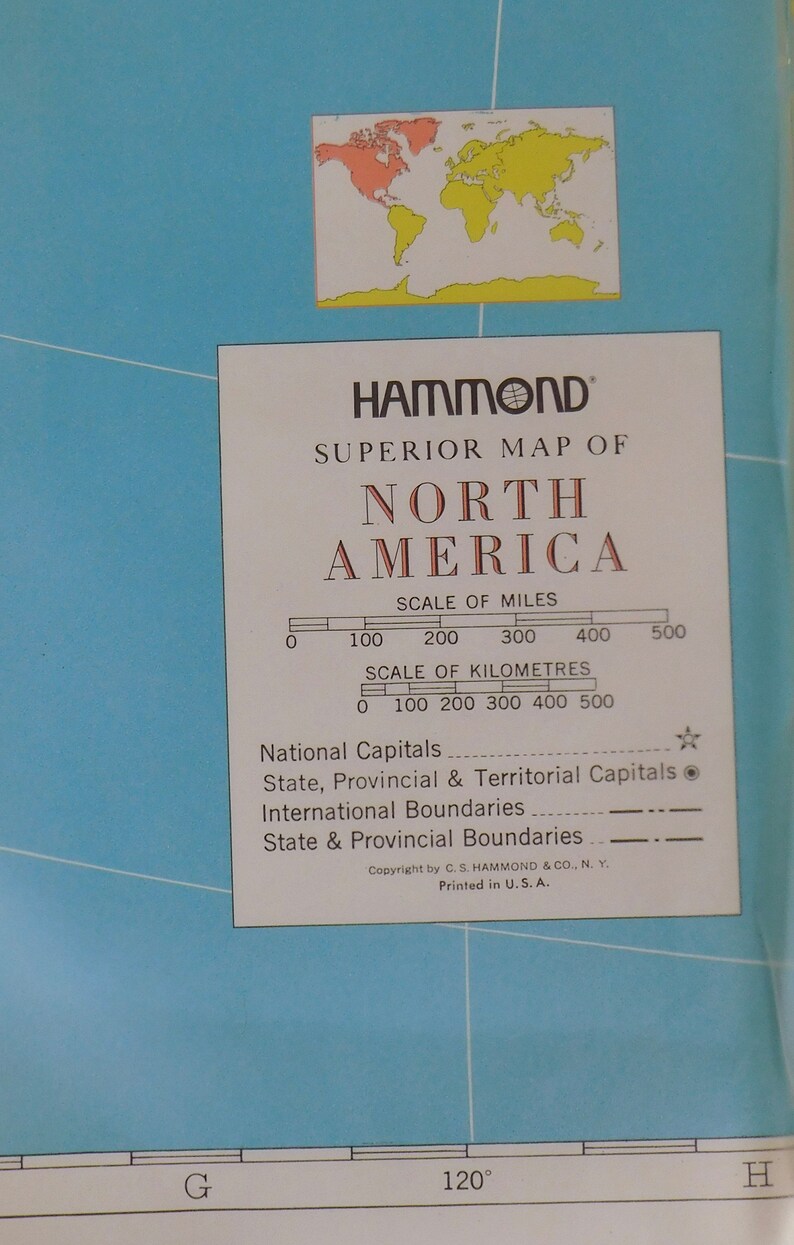 HAMMOND®
SUPERIOR MAP OF
NORTH
AMERICA
SCALE OF MILES
0 100 200 300 400 500
SCALE OF KILOMETRES
0 100 200 300 400 500
National Capitals
State, Provincial & Territorial Capitals
International Boundaries
State & Provincial Boundaries
Copyright by C. S. HAMMOND & CO., N. Y.
Printed in U. S. A.
G 120° H